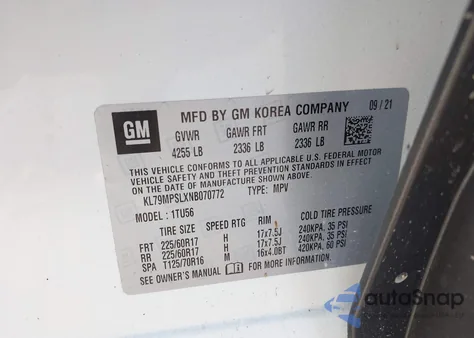 MFD BY GM KOREA COMPANY 09 / 21
GM
GVWR GAWR FRT GAWR RR
4255 LB 2336 LB 2336 LB
THIS VEHICLE CONFORMS TO ALL APPLICABLE U.S. FEDERAL MOTOR
VEHICLE SAFETY AND THEFT PREVENTION STANDARDS IN EFFECT
ON THE DATE OF MANUFACTURE SHOWN ABOVE.
KL79MPSLXNB070772 TYPE: MPV
MODEL: 1TU56
TIRE SIZE SPEED RTG RIM COLD TIRE PRESSURE
FRT 225/60R17 H 17x7.5J 240KPA, 35 PSI
RR 225/60R17 H 17x7.5J 240KPA, 35 PSI
SPA T125/70R16 M 16x4.0BT 420KPA, 60 PSI
SEE OWNER'S MANUAL FOR MORE INFORMATION.
autoSnap